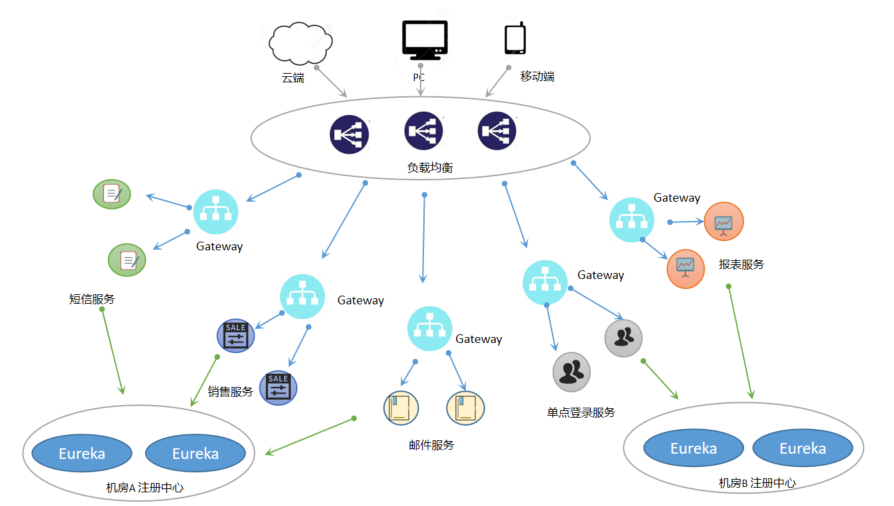 云端
PC
移动端
负载均衡
Gateway
Gateway
短信服务
Gateway
报表服务
Gateway
Gateway
SALE
SALE
销售服务
单点登录服务
邮件服务
Eureka
Eureka
机房A 注册中心
Eureka
Eureka
机房B 注册中心